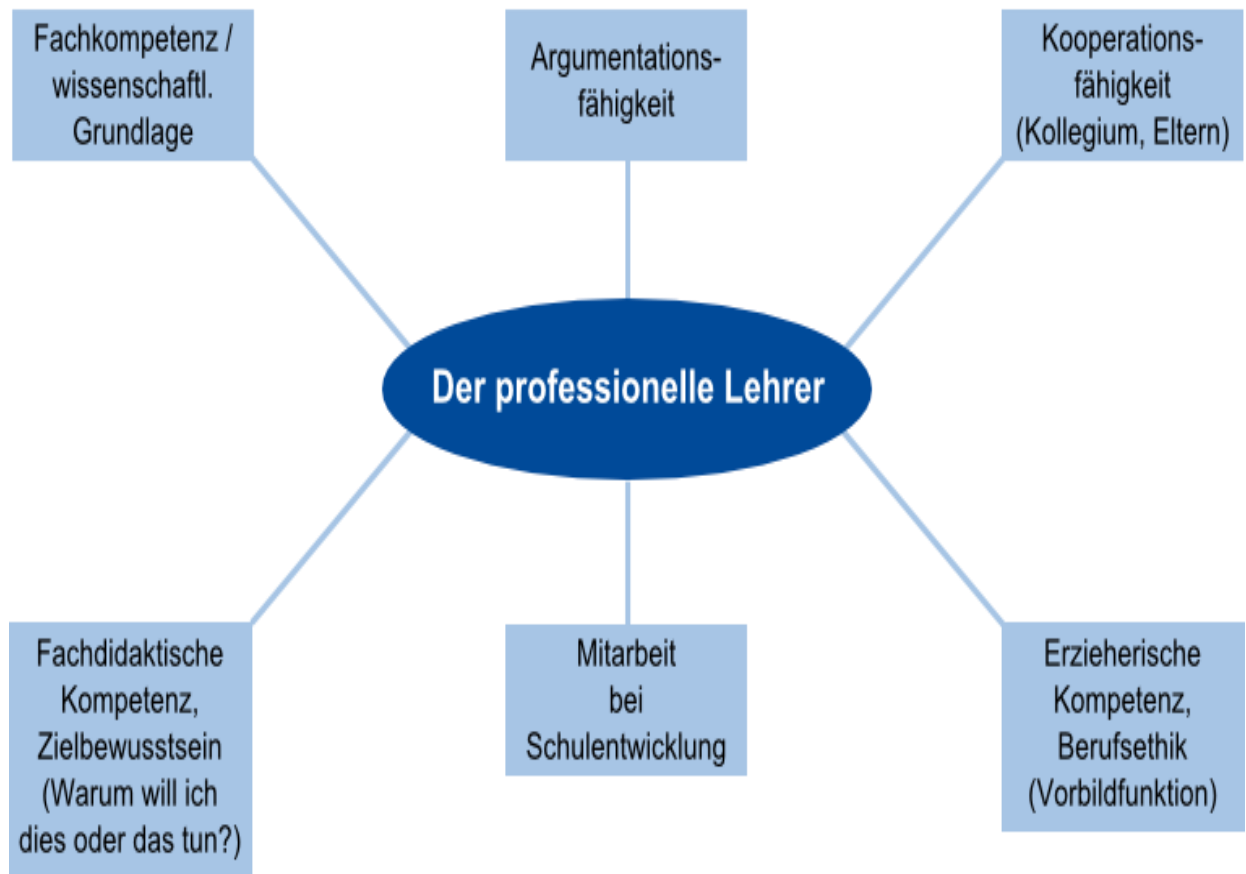 Fachkompetenz /
wissenschaftl.
Grundlage
Argumentations-
fähigkeit
Kooperations-
fähigkeit
(Kollegium, Eltern)
Der professionelle Lehrer
Fachdidaktische
Kompetenz,
Zielbewusstsein
(Warum will ich
dies oder das tun?)
Mitarbeit
bei
Schulentwicklung
Erzieherische
Kompetenz,
Berufsethik
(Vorbildfunktion)